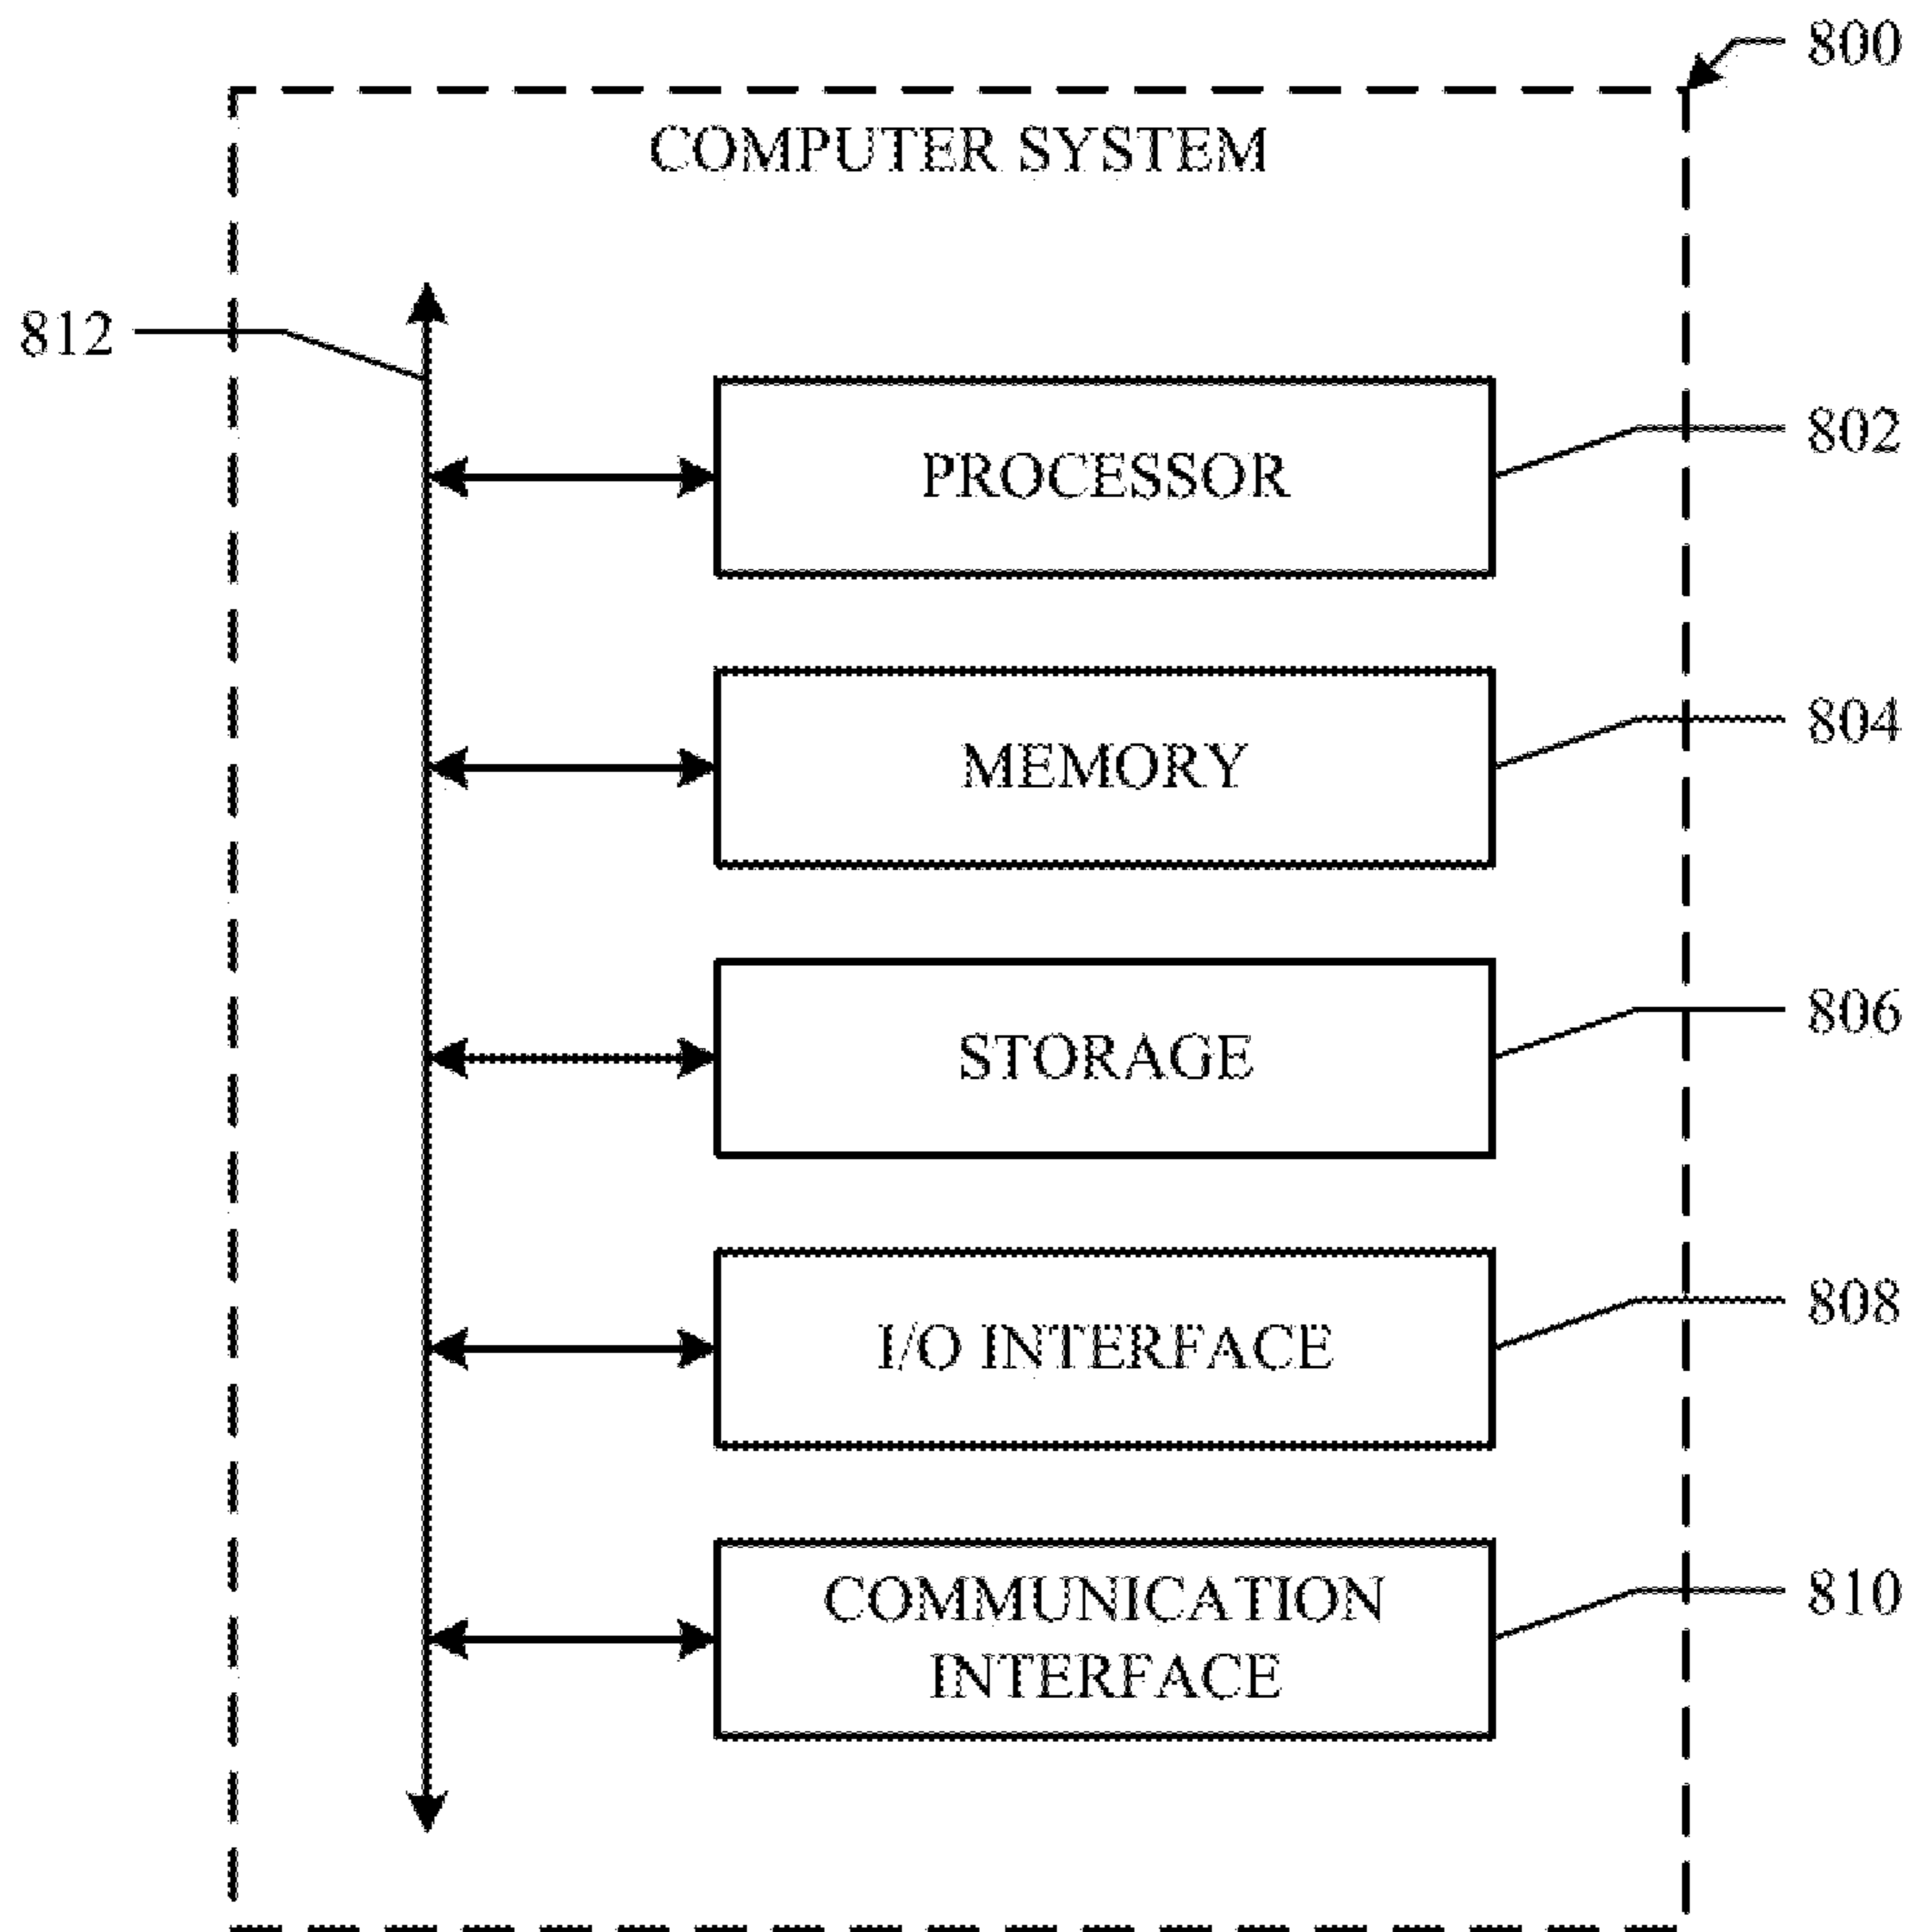 800
COMPUTER SYSTEM
812
PROCESSOR
802
MEMORY
804
STORAGE
806
I/O INTERFACE
808
COMMUNICATION
INTERFACE
810